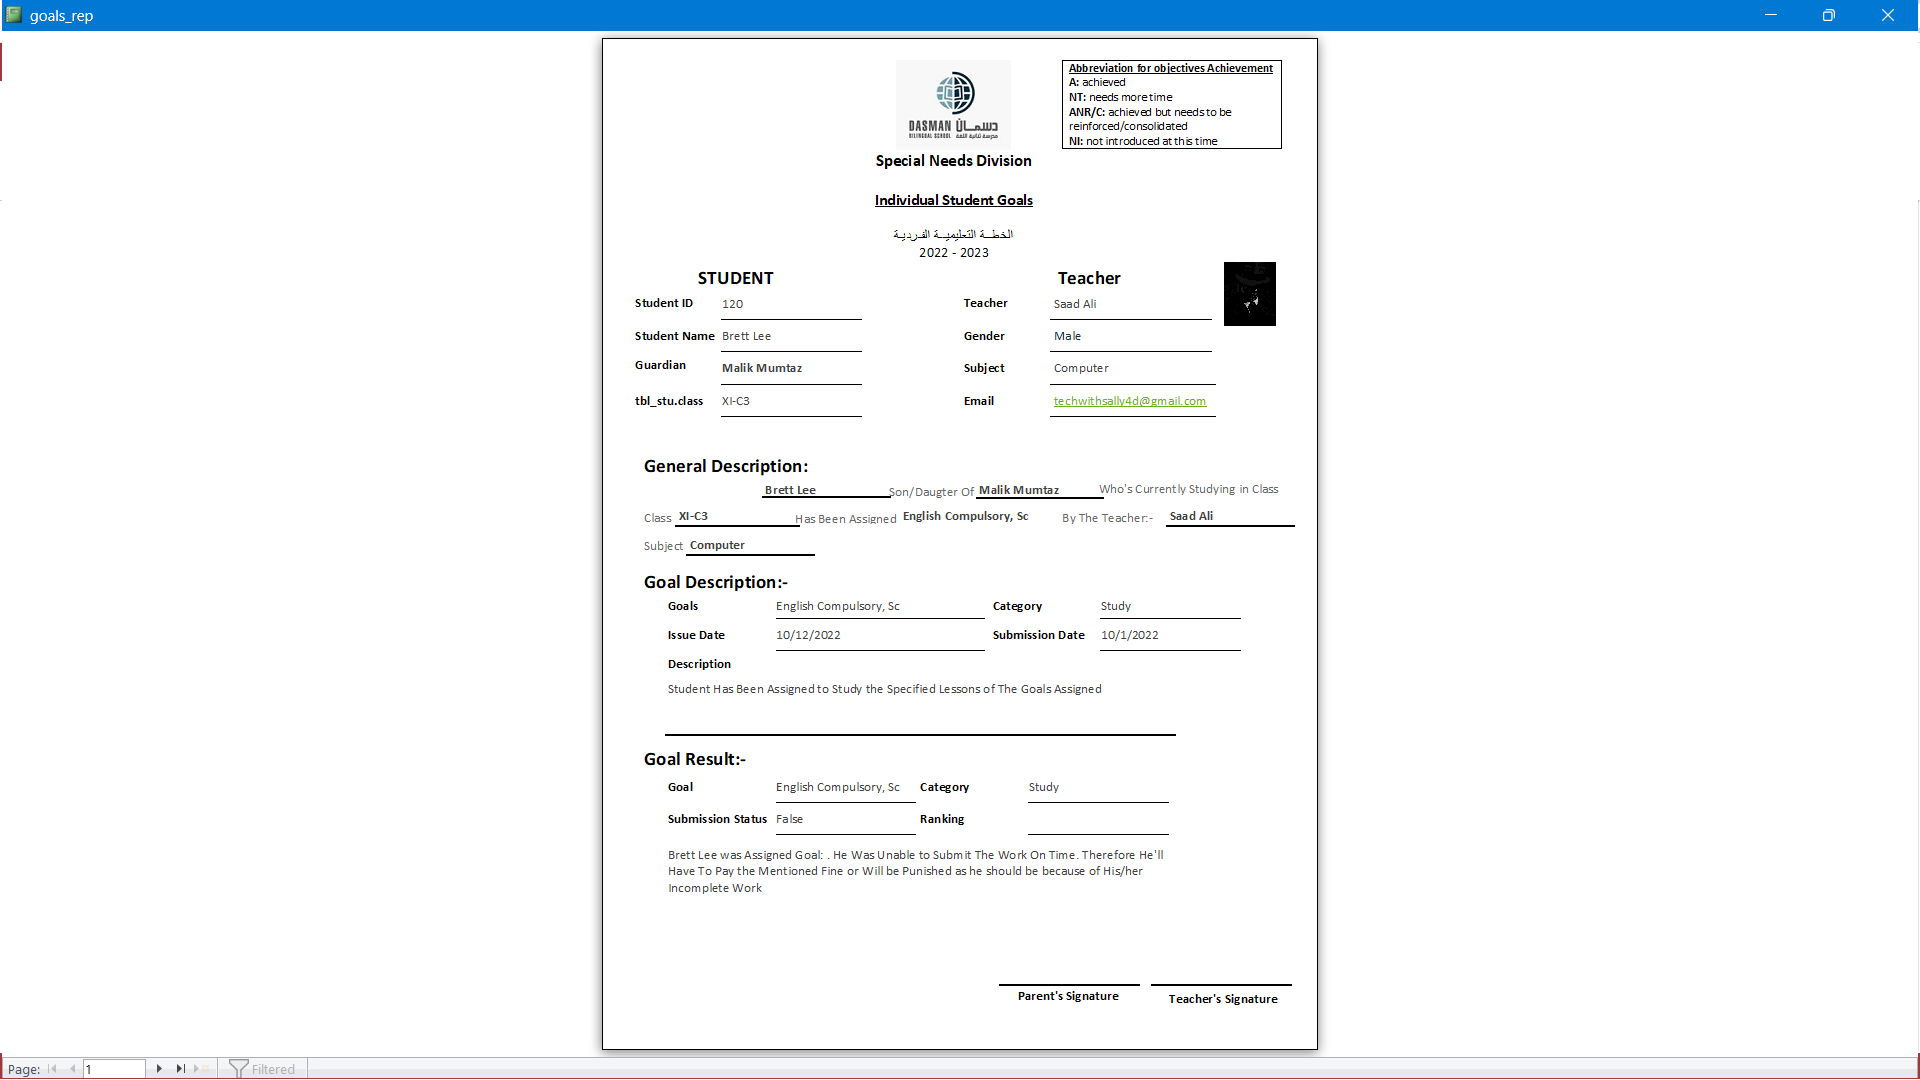 goals_rep
DASMAN دسمان
BILINGUAL SCHOOL مدرسة ثنائية اللغة
Abbreviation for objectives Achievement
A: achieved
NT: needs more time
ANR/C: achieved but needs to be
reinforced/consolidated
NI: not introduced at this time
Special Needs Division
Individual Student Goals
الخطــة التعليميــة الفـرديـة
2022 - 2023
STUDENT Teacher
Student ID 120 Teacher Saad Ali
Student Name Brett Lee Gender Male
Guardian Malik Mumtaz Subject Computer
tbl_stu.class XI-C3 Email techwithsally4d@gmail.com
General Description:
Brett Lee Son/Daugter Of Malik Mumtaz Who's Currently Studying in Class
Class XI-C3 Has Been Assigned English Compulsory, Sc By The Teacher:- Saad Ali
Subject Computer
Goal Description:-
Goals English Compulsory, Sc Category Study
Issue Date 10/12/2022 Submission Date 10/1/2022
Description
Student Has Been Assigned to Study the Specified Lessons of The Goals Assigned
Goal Result:-
Goal English Compulsory, Sc Category Study
Submission Status False Ranking
Brett Lee was Assigned Goal: . He Was Unable to Submit The Work On Time. Therefore He'll
Have To Pay the Mentioned Fine or Will be Punished as he should be because of His/her
Incomplete Work
Parent's Signature Teacher's Signature
Page: 1 Filtered